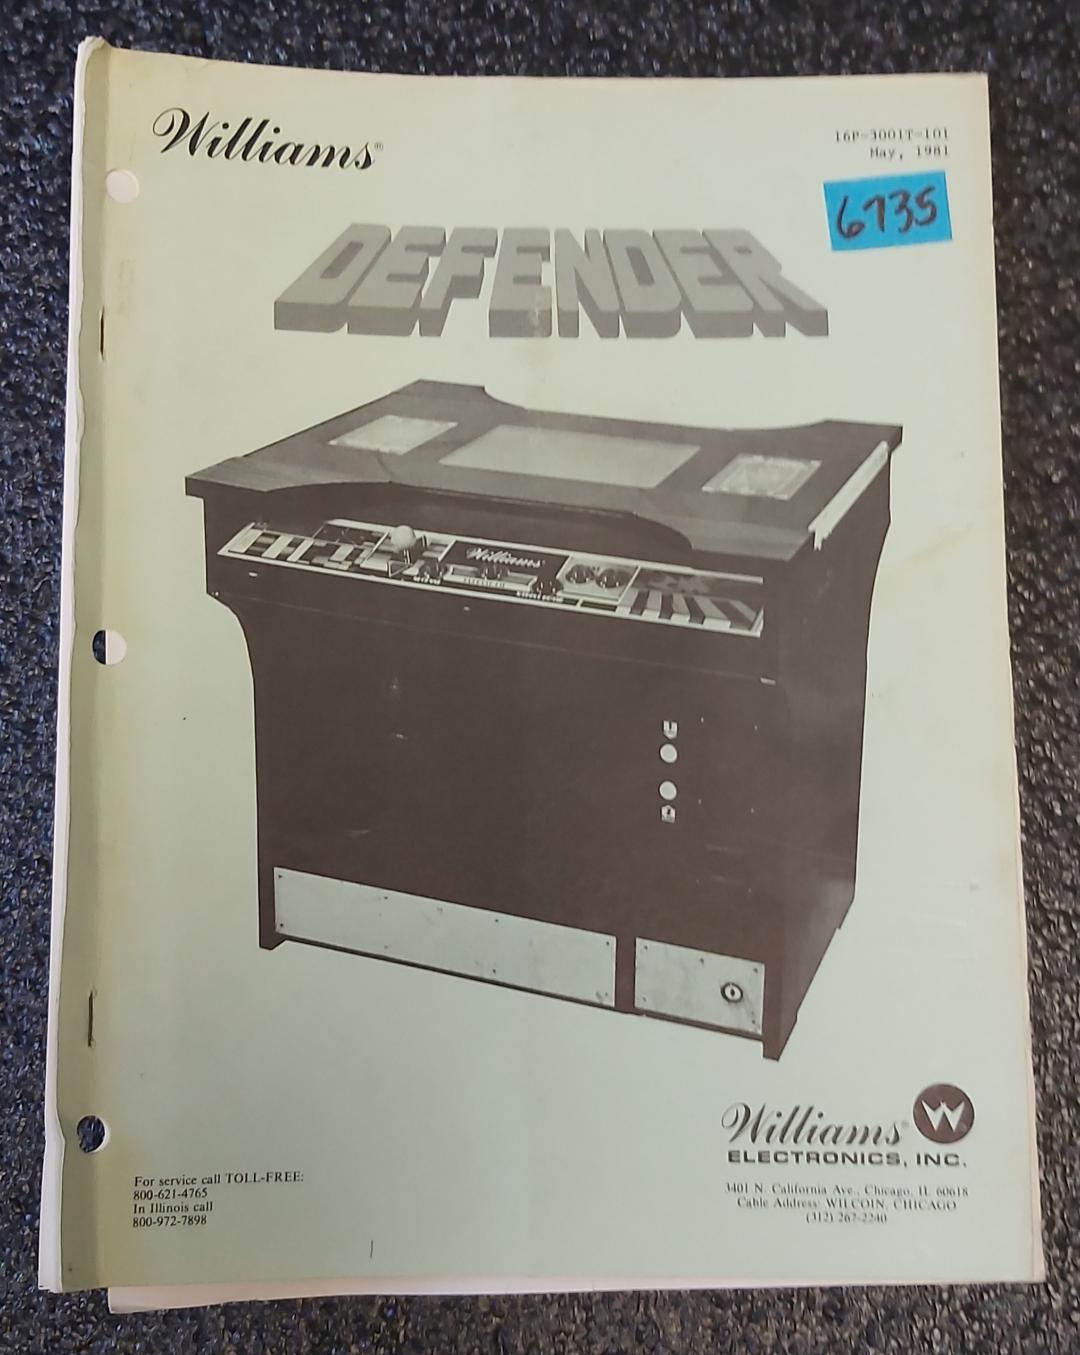 Williams®
16P-3001T-101
May, 1981
6735
DEFENDER
Williams
1
2
For service call TOLL-FREE:
800-621-4765
In Illinois call
800-972-7898
Williams®
ELECTRONICS, INC.
3401 N. California Ave., Chicago, IL 60618
Cable Address: WILCOIN, CHICAGO
(312) 267-2240